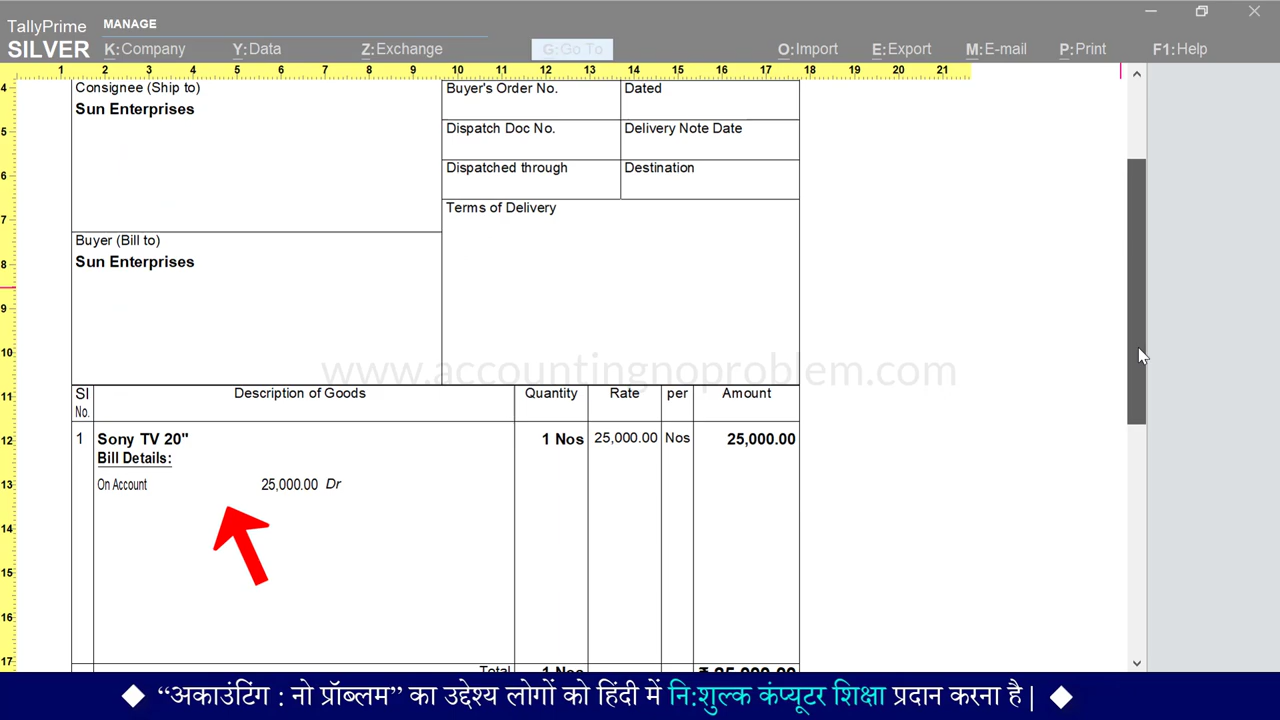 TallyPrime
SILVER
MANAGE
K:Company Y:Data Z:Exchange G:Go To O:Import E:Export M:E-mail P:Print F1:Help
1 2 3 4 5 6 7 8 9 10 11 12 13 14 15 16 17 18 19 20 21
4
5
6
7
8
9
10
11
12
13
14
15
16
17
Consignee (Ship to)
Sun Enterprises
Buyer's Order No. Dated
Dispatch Doc No. Delivery Note Date
Dispatched through Destination
Terms of Delivery
Buyer (Bill to)
Sun Enterprises
www.accountingnoproblem.com
Sl No. Description of Goods Quantity Rate per Amount
1 Sony TV 20" 1 Nos 25,000.00 Nos 25,000.00
Bill Details:
On Account 25,000.00 Dr
Total 1 Nos ₹ 25,000.00
“अकाउंटिंग : नो प्रॉब्लम” का उद्देश्य लोगों को हिंदी में नि:शुल्क कंप्यूटर शिक्षा प्रदान करना है |